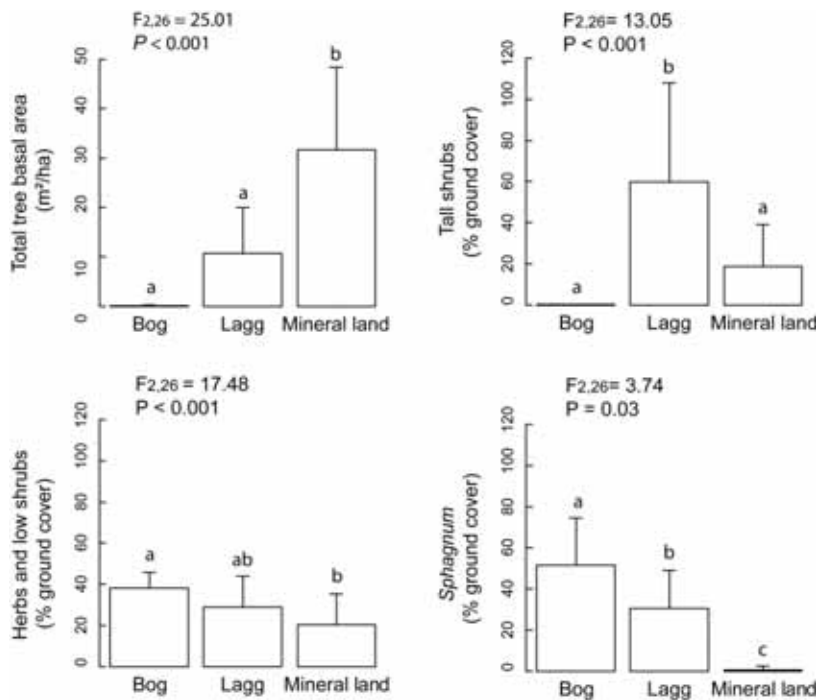 F2,26 = 25.01
P < 0.001
Total tree basal area
(m²/ha)
50
40
30
20
10
0
a
a
b
Bog Lagg Mineral land
F2,26= 13.05
P < 0.001
Tall shrubs
(% ground cover)
120
100
80
60
40
20
0
a
b
a
Bog Lagg Mineral land
F2,26 = 17.48
P < 0.001
Herbs and low shrubs
(% ground cover)
120
100
80
60
40
20
0
a
ab
b
Bog Lagg Mineral land
F2,26= 3.74
P = 0.03
Sphagnum
(% ground cover)
120
100
80
60
40
20
0
a
b
c
Bog Lagg Mineral land